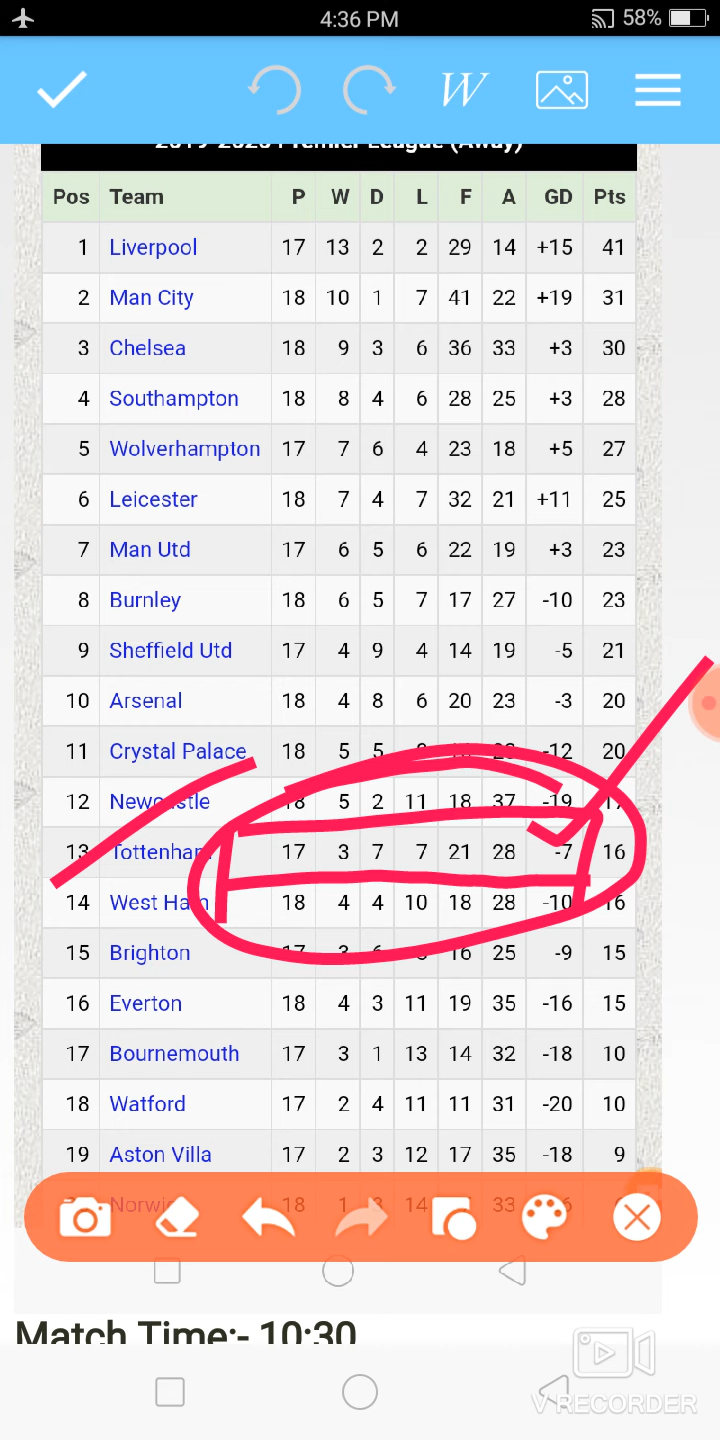 4:36 PM 58%
W
2019-2020 Premier League (Away)
Pos Team P W D L F A GD Pts
1 Liverpool 17 13 2 2 29 14 +15 41
2 Man City 18 10 1 7 41 22 +19 31
3 Chelsea 18 9 3 6 36 33 +3 30
4 Southampton 18 8 4 6 28 25 +3 28
5 Wolverhampton 17 7 6 4 23 18 +5 27
6 Leicester 18 7 4 7 32 21 +11 25
7 Man Utd 17 6 5 6 22 19 +3 23
8 Burnley 18 6 5 7 17 27 -10 23
9 Sheffield Utd 17 4 9 4 14 19 -5 21
10 Arsenal 18 4 8 6 20 23 -3 20
11 Crystal Palace 18 5 5 -12 20
12 Newcastle 18 5 2 11 18 37 -19 17
13 Tottenham 17 3 7 7 21 28 -7 16
14 West Ham 18 4 4 10 18 28 -10 16
15 Brighton 17 3 6 16 25 -9 15
16 Everton 18 4 3 11 19 35 -16 15
17 Bournemouth 17 3 1 13 14 32 -18 10
18 Watford 17 2 4 11 11 31 -20 10
19 Aston Villa 17 2 3 12 17 35 -18 9
18 1 14 33
Match Time:- 10:30
V RECORDER